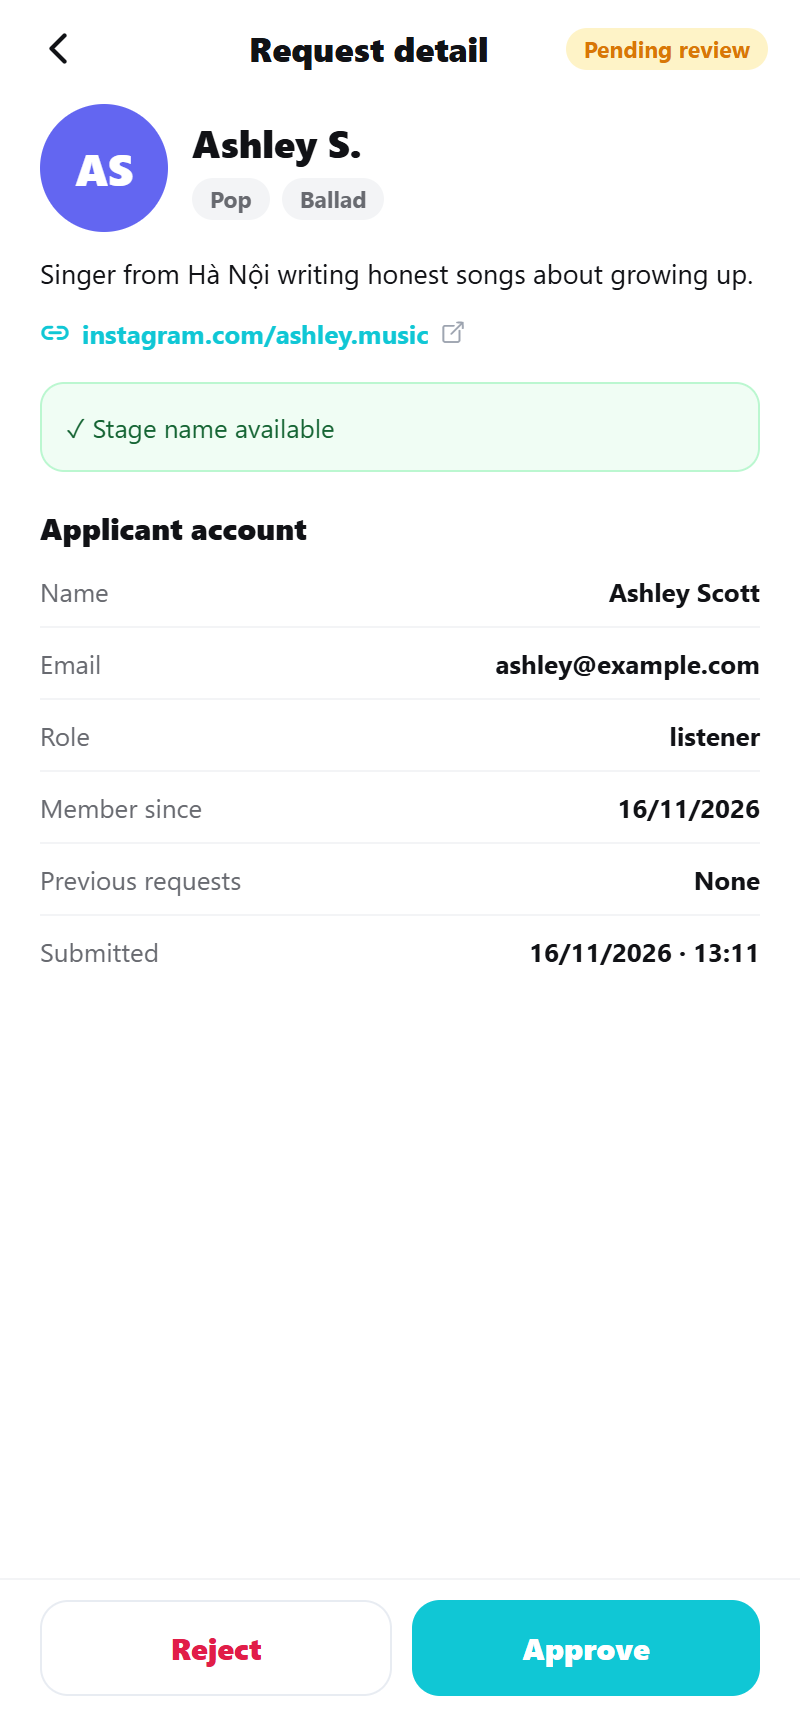 Request detail
Pending review
AS
Ashley S.
Pop
Ballad
Singer from Hà Nội writing honest songs about growing up.
instagram.com/ashley.music
✓ Stage name available
Applicant account
Name
Ashley Scott
Email
ashley@example.com
Role
listener
Member since
16/11/2026
Previous requests
None
Submitted
16/11/2026 · 13:11
Reject
Approve